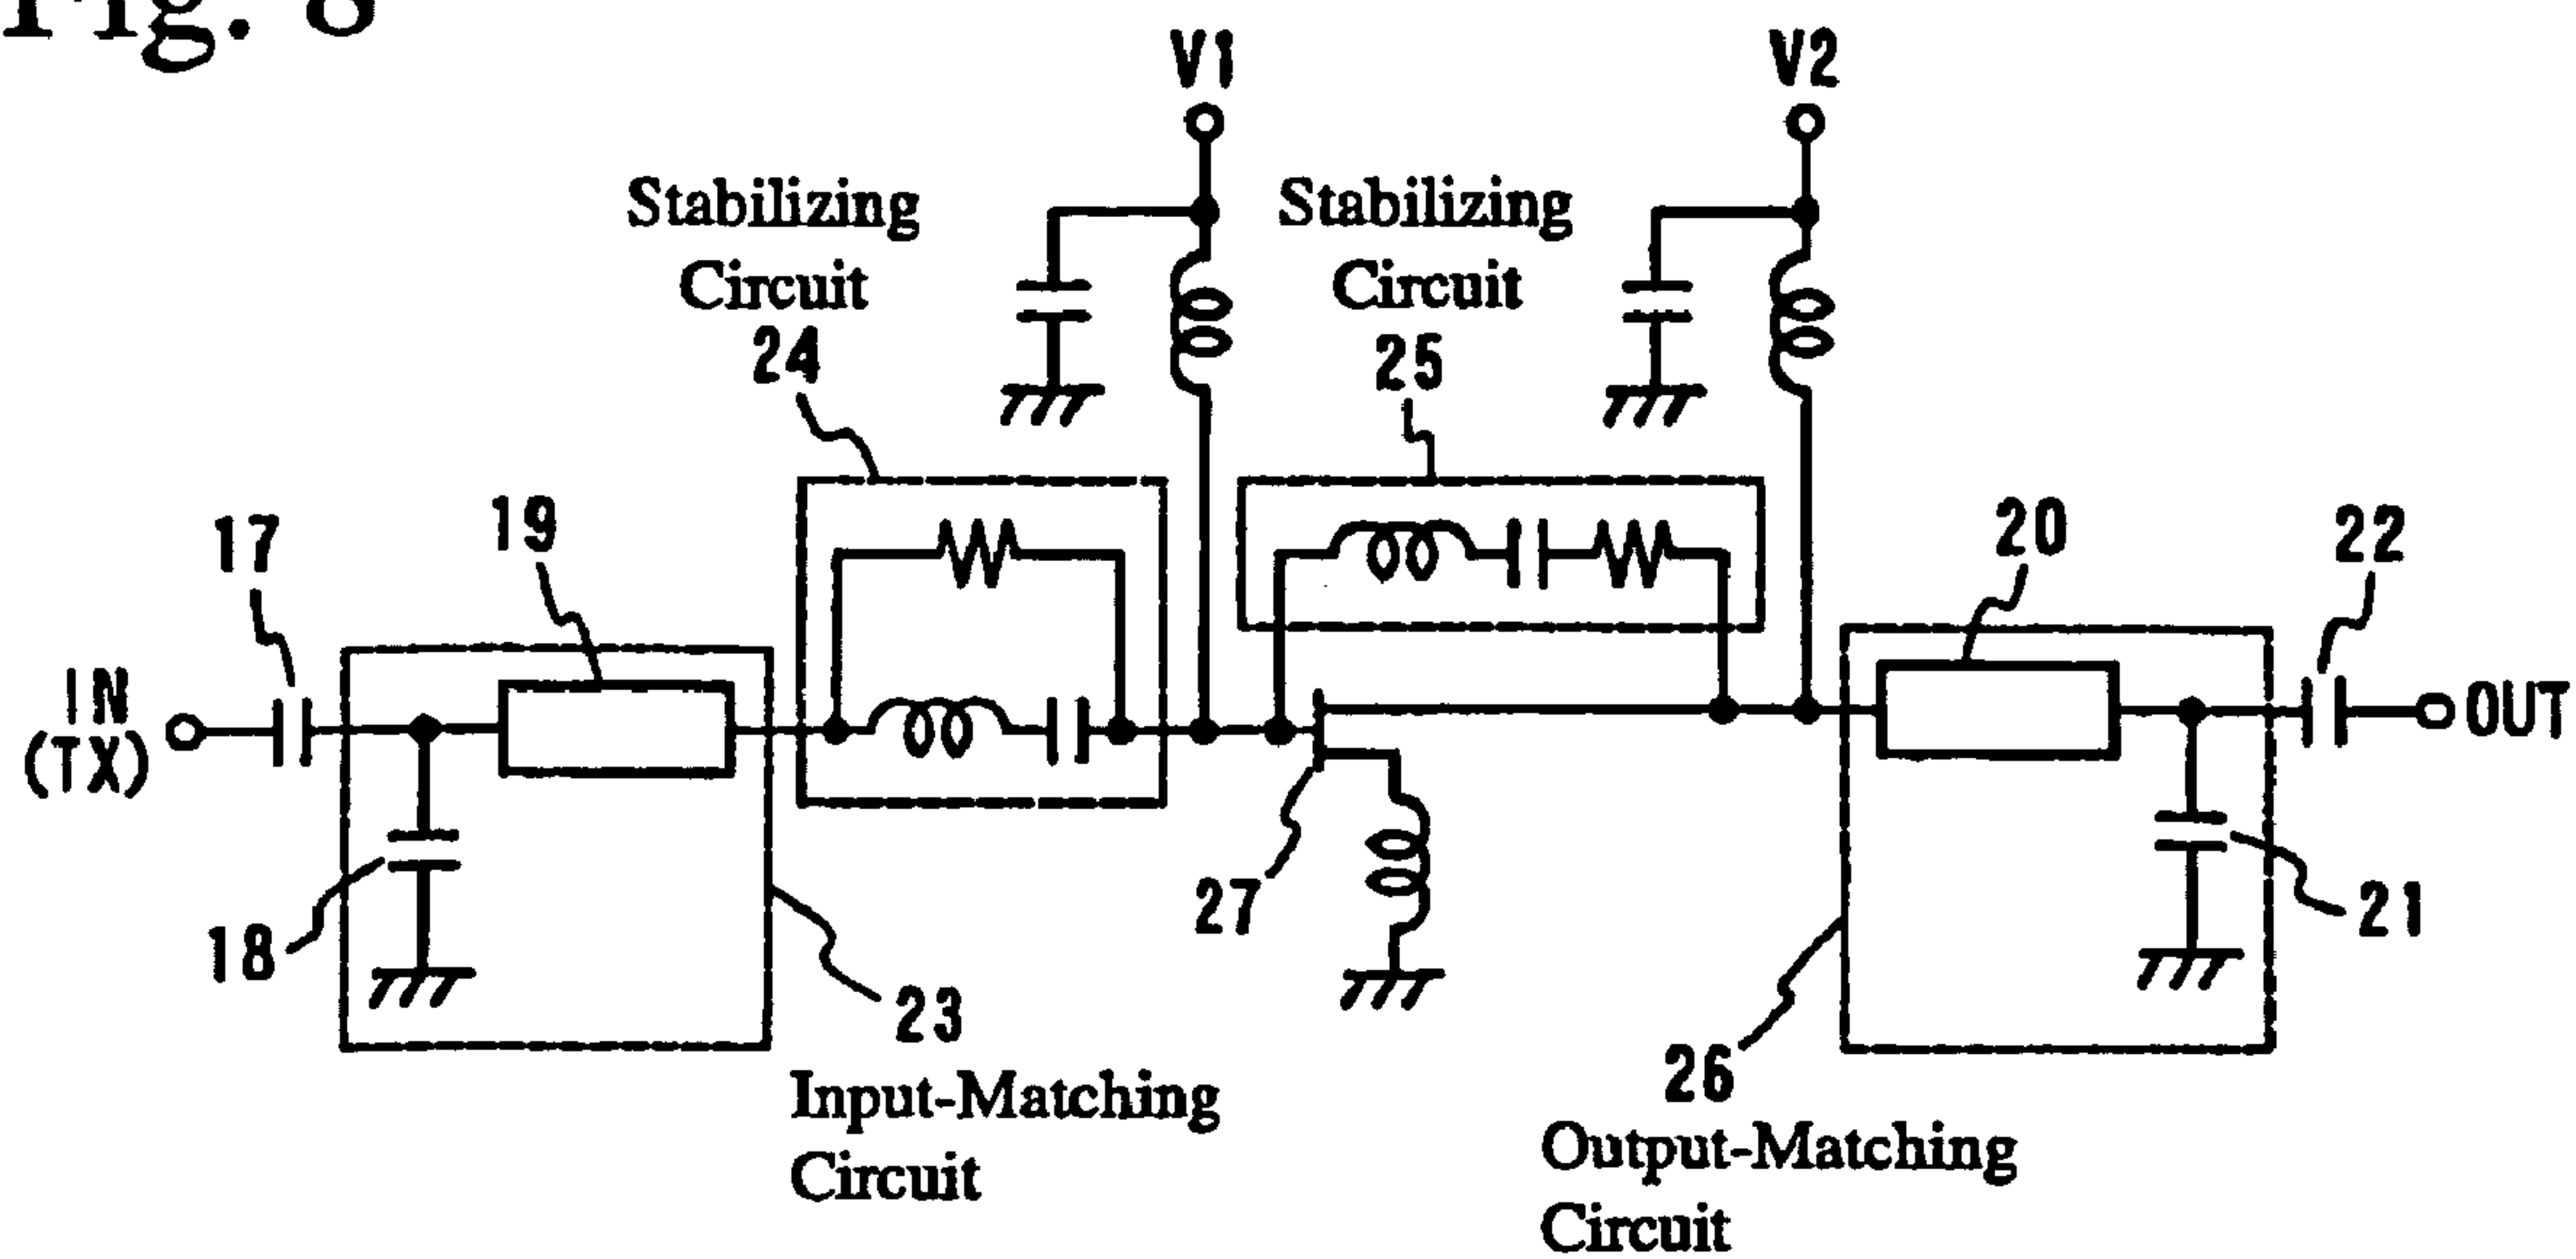 Fig. 8
V1
V2
Stabilizing
Circuit
24
Stabilizing
Circuit
25
17
19
20
22
IN
(TX)
OUT
18
27
21
23
Input-Matching
Circuit
26
Output-Matching
Circuit